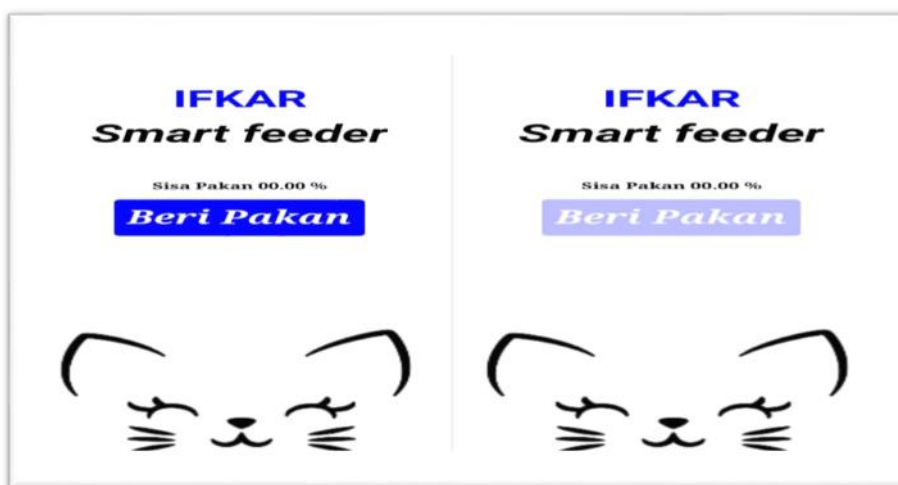 IFKAR
Smart feeder
Sisa Pakan 00.00 %
Beri Pakan
IFKAR
Smart feeder
Sisa Pakan 00.00 %
Beri Pakan